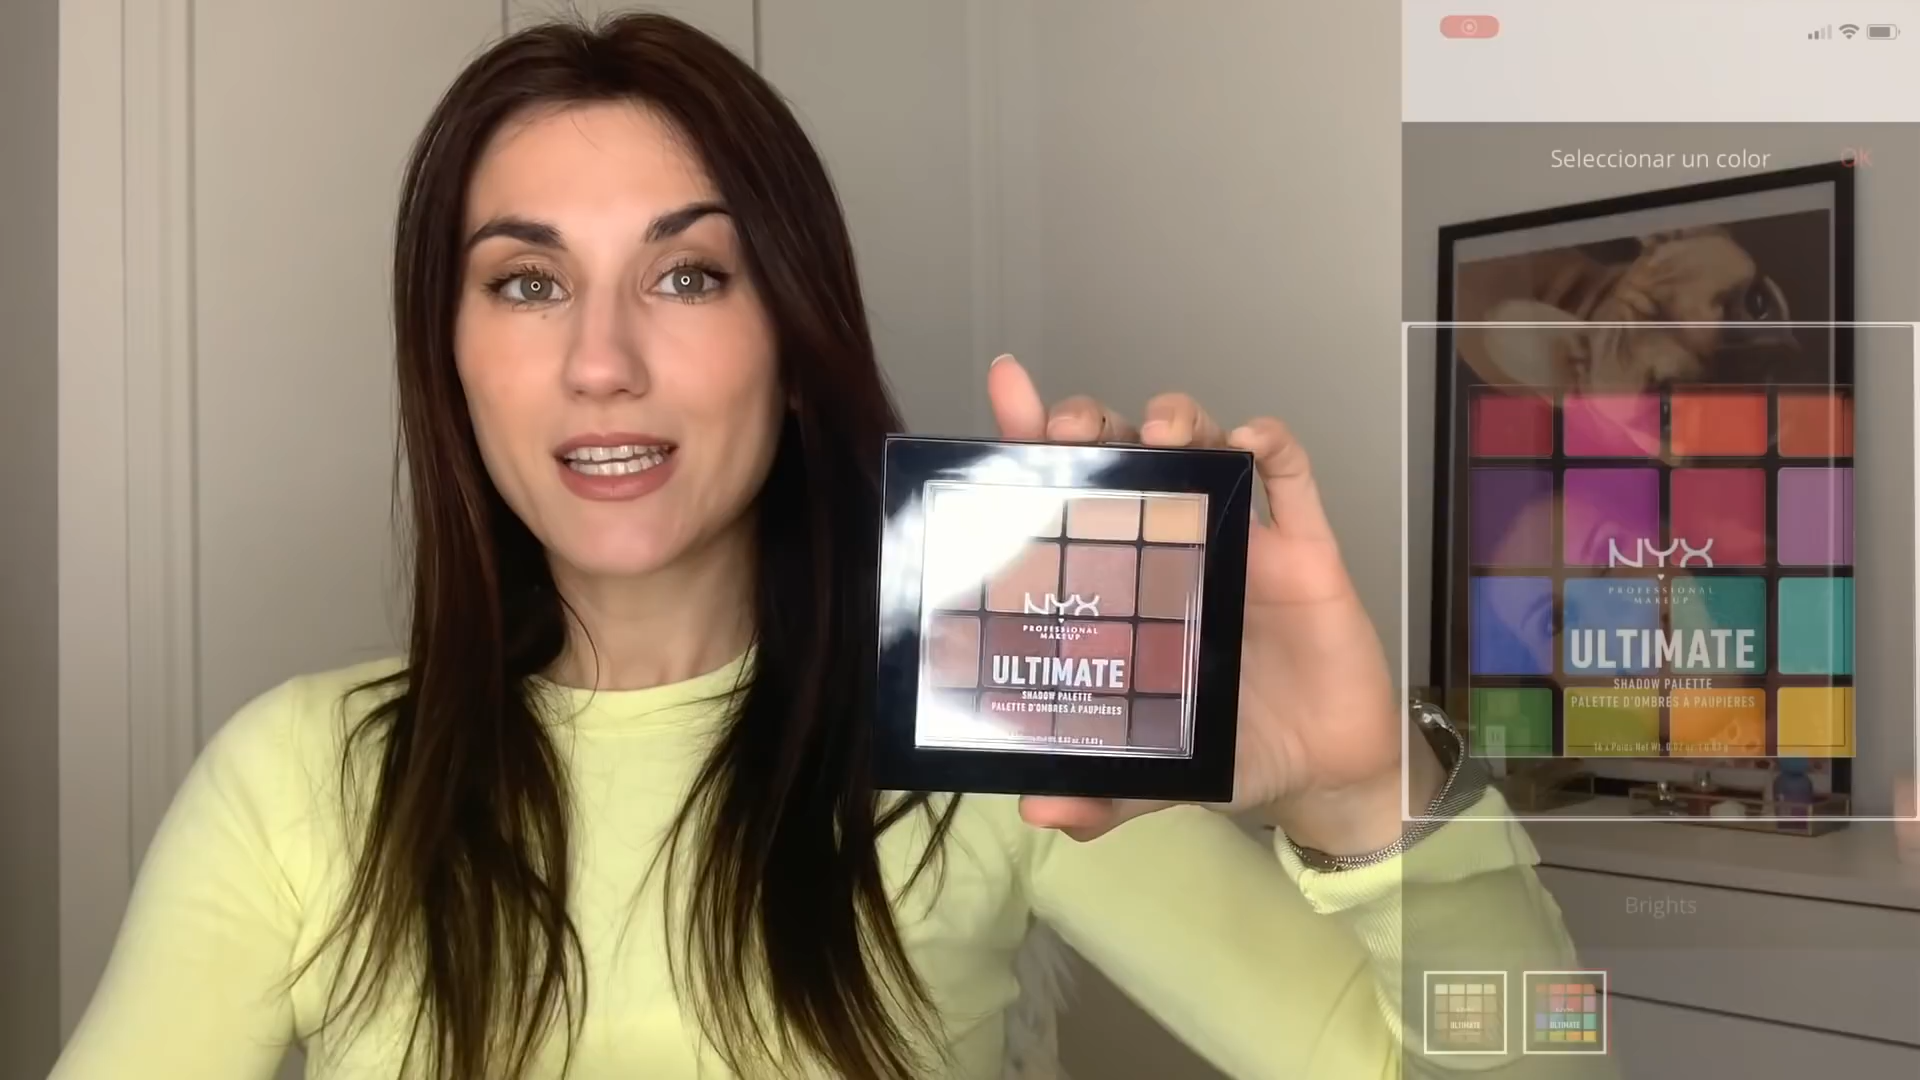 NYX
PROFESSIONAL
MAKEUP
ULTIMATE
SHADOW PALETTE
PALETTE D'OMBRES À PAUPIÈRES
Seleccionar un color
OK
NYX
PROFESSIONAL
MAKEUP
ULTIMATE
SHADOW PALETTE
PALETTE D'OMBRES À PAUPIÈRES
Brights
ULTIMATE
ULTIMATE